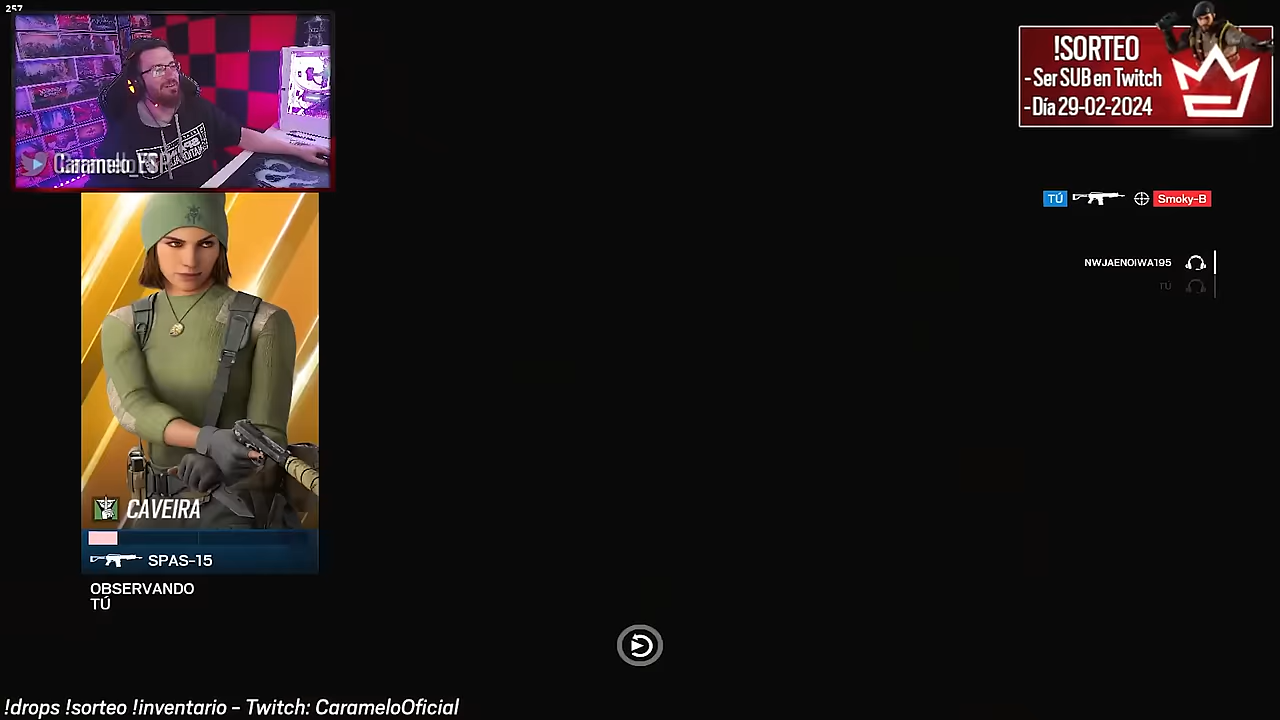 257
Caramelo_ESP
!SORTEO
- Ser SUB en Twitch
- Día 29-02-2024
TÚ Smoky-B
NWJAENOIWA195
TÚ
CAVEIRA
SPAS-15
OBSERVANDO
TÚ
!drops !sorteo !inventario - Twitch: CarameloOficial